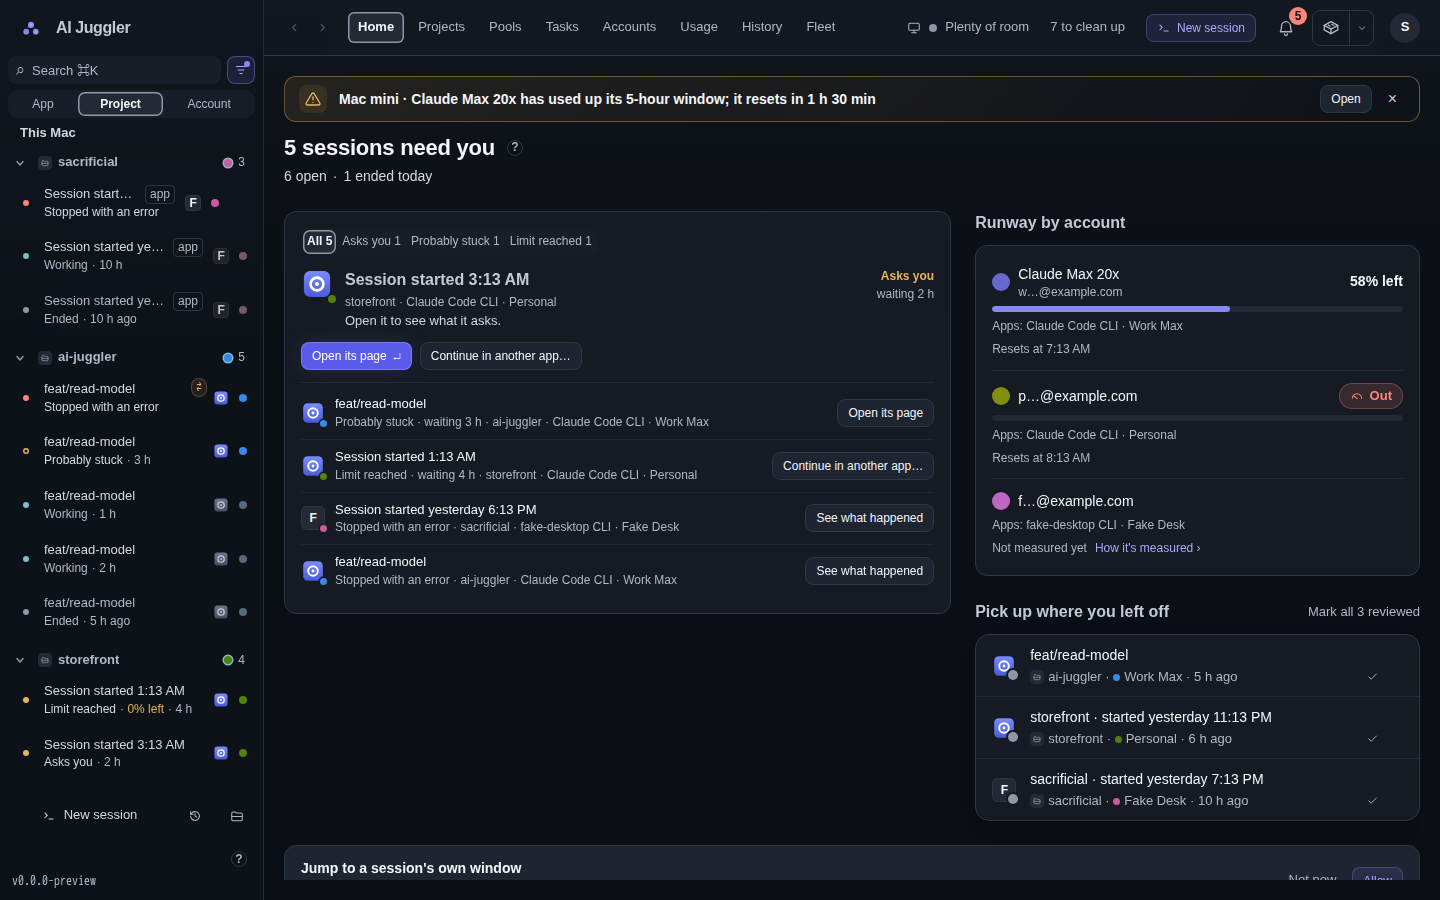 AI Juggler
Search ⌘K
App Project Account
This Mac
sacrificial 3
Session start… app F
Stopped with an error
Session started ye… app F
Working · 10 h
Session started ye… app F
Ended · 10 h ago
ai-juggler 5
feat/read-model
Stopped with an error
feat/read-model
Probably stuck · 3 h
feat/read-model
Working · 1 h
feat/read-model
Working · 2 h
feat/read-model
Ended · 5 h ago
storefront 4
Session started 1:13 AM
Limit reached · 0% left · 4 h
Session started 3:13 AM
Asks you · 2 h
New session
?
v0.0.0-preview
Home Projects Pools Tasks Accounts Usage History Fleet
Plenty of room 7 to clean up New session 5 S
Mac mini · Claude Max 20x has used up its 5-hour window; it resets in 1 h 30 min Open ×
5 sessions need you ?
6 open · 1 ended today
All 5 Asks you 1 Probably stuck 1 Limit reached 1
Session started 3:13 AM Asks you
storefront · Claude Code CLI · Personal waiting 2 h
Open it to see what it asks.
Open its page ↵ Continue in another app…
feat/read-model
Probably stuck · waiting 3 h · ai-juggler · Claude Code CLI · Work Max
Open its page
Session started 1:13 AM
Limit reached · waiting 4 h · storefront · Claude Code CLI · Personal
Continue in another app…
F Session started yesterday 6:13 PM
Stopped with an error · sacrificial · fake-desktop CLI · Fake Desk
See what happened
feat/read-model
Stopped with an error · ai-juggler · Claude Code CLI · Work Max
See what happened
Runway by account
Claude Max 20x 58% left
w…@example.com
Apps: Claude Code CLI · Work Max
Resets at 7:13 AM
p…@example.com Out
Apps: Claude Code CLI · Personal
Resets at 8:13 AM
f…@example.com
Apps: fake-desktop CLI · Fake Desk
Not measured yet How it's measured ›
Pick up where you left off Mark all 3 reviewed
feat/read-model
ai-juggler · Work Max · 5 h ago
storefront · started yesterday 11:13 PM
storefront · Personal · 6 h ago
F sacrificial · started yesterday 7:13 PM
sacrificial · Fake Desk · 10 h ago
Jump to a session's own window
Not now Allow